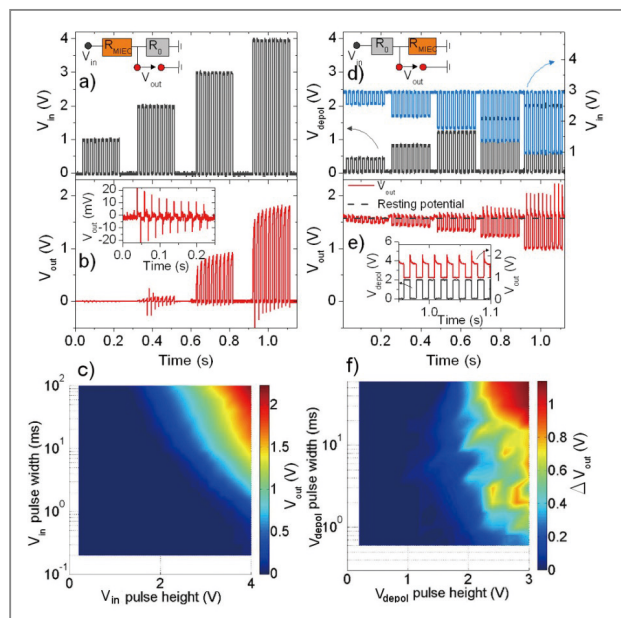 R_MIEC R_0
V_in
V_out
a)
V_in (V)
4
3
2
1
0
b)
V_out (V)
2
1
0
V_out (mV)
20
10
0
-10
-20
0.0 0.1 0.2
Time (s)
0.0 0.2 0.4 0.6 0.8 1.0
Time (s)
R_0 R_MIEC
V_in
V_out
d)
V_depol (V)
4
3
2
1
0
V_in (V)
4
3
2
1
V_out
Resting potential
V_out (V)
2
1
0
e)
V_depol (V)
6
4
2
0
V_out (V)
2
1
0
1.0 1.1
Time (s)
0.0 0.2 0.4 0.6 0.8 1.0
Time (s)
c)
V_in pulse width (ms)
10^2
10^1
10^0
10^-1
0 2 4
V_in pulse height (V)
V_out (V)
2
1.5
1
0.5
0
f)
V_depol pulse width (ms)
10^1
10^0
0 1 2 3
V_depol pulse height (V)
Δ V_out (V)
1
0.8
0.6
0.4
0.2
0